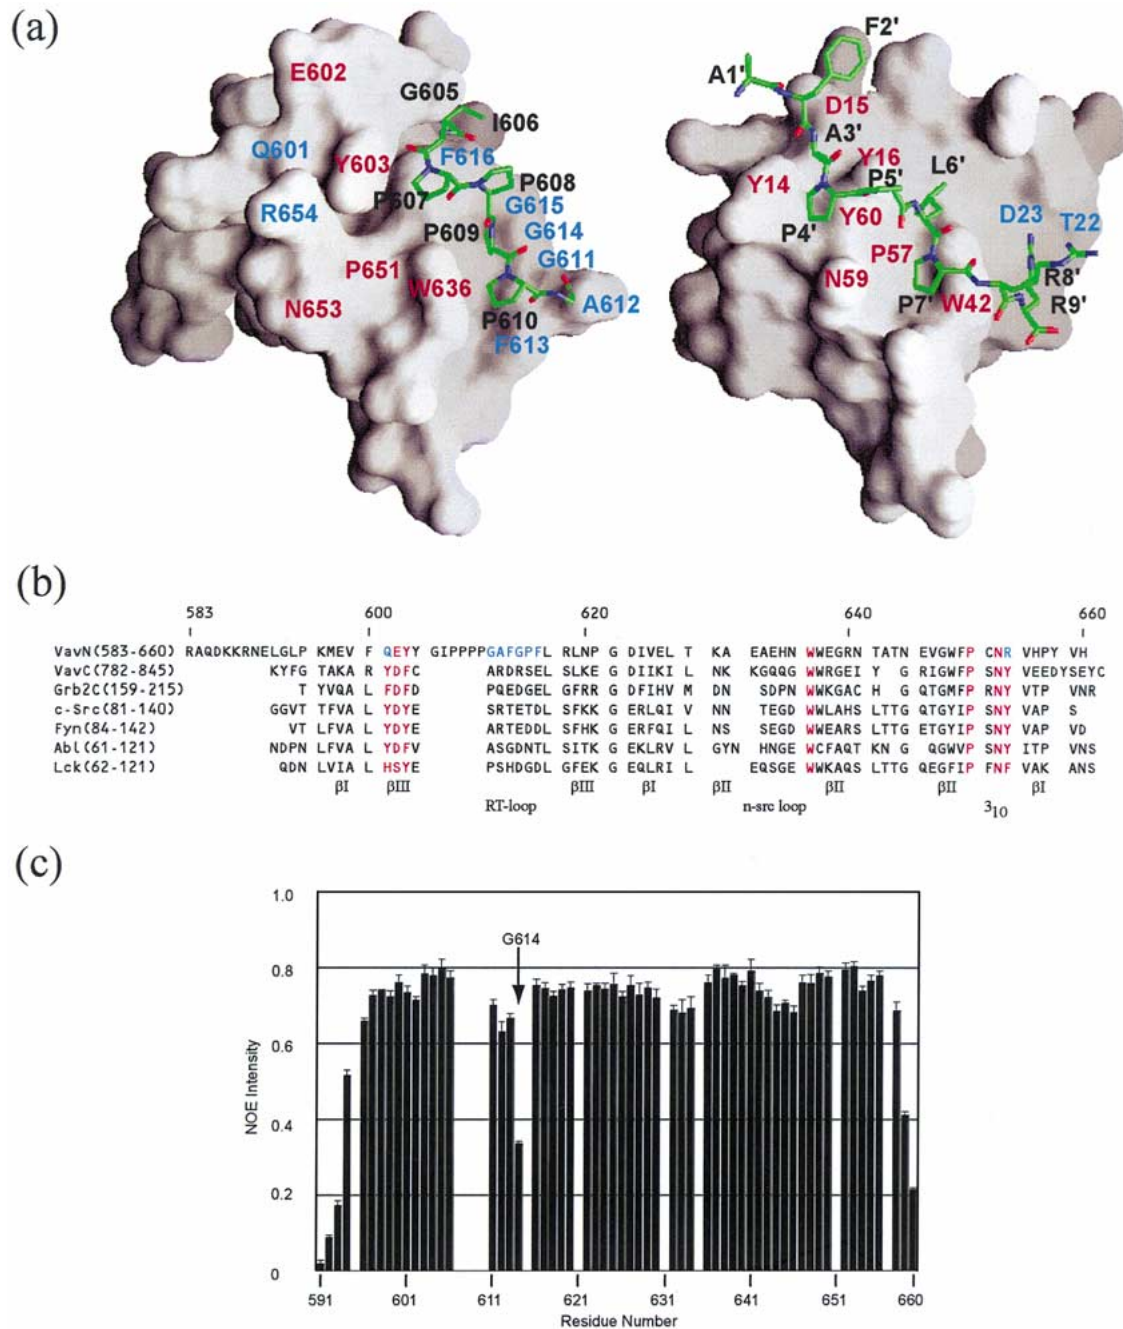 (a)
E602
G605
I606
Q601
Y603
F616
P607
P608
R654
G615
P609
G614
P651
G611
W636
N653
A612
P610
F613
F2'
A1'
D15
A3'
Y16
Y14
P5'
L6'
Y60
D23
T22
P4'
P57
N59
R8'
P7'
W42
R9'
(b)
583 600 620 640 660
VavN(583-660) RAQDKKRNELGLP KMEV F QEYY GIPPPPGAFGPFL RLNP G DIVEL T KA EAEHN WWEGRN TATN EVGWFP CNR VHPY VH
VavC(782-845) KYFG TAKA R YDFC ARDRSEL SLKE G DIIKI L NK KGQQG WWRGEI Y G RIGWFP SNY VEEDYSEYC
Grb2C(159-215) T YVQA L FDFD PQEDGEL GFRR G DFIHV M DN SDPN WWKGAC H G QTGMFP RNY VTP VNR
c-Src(81-140) GGVT TFVA L YDYE SRTETDL SFKK G ERLQI V NN TEGD WWLAHS LTTG QTGYIP SNY VAP S
Fyn(84-142) VT LFVA L YDYE ARTEDDL SFHK G ERFQI L NS SEGD WWEARS LTTG ETGYIP SNY VAP VD
Abl(61-121) NDPN LFVA L YDFV ASGDNTL SITK G EKLRV L GYN HNGE WCFAQT KN G QGWVP SNY ITP VNS
Lck(62-121) QDN LVIA L HSYE PSHDGDL GFEK G EQLRI L EQSGE WWKAQS LTTG QEGFIP FNF VAK ANS
βI βIII RT-loop βIII βI βII n-src loop βII βII 3₁₀ βI
(c)
1.0
G614
0.8
0.6
NOE Intensity
0.4
0.2
0
591 601 611 621 631 641 651 660
Residue Number